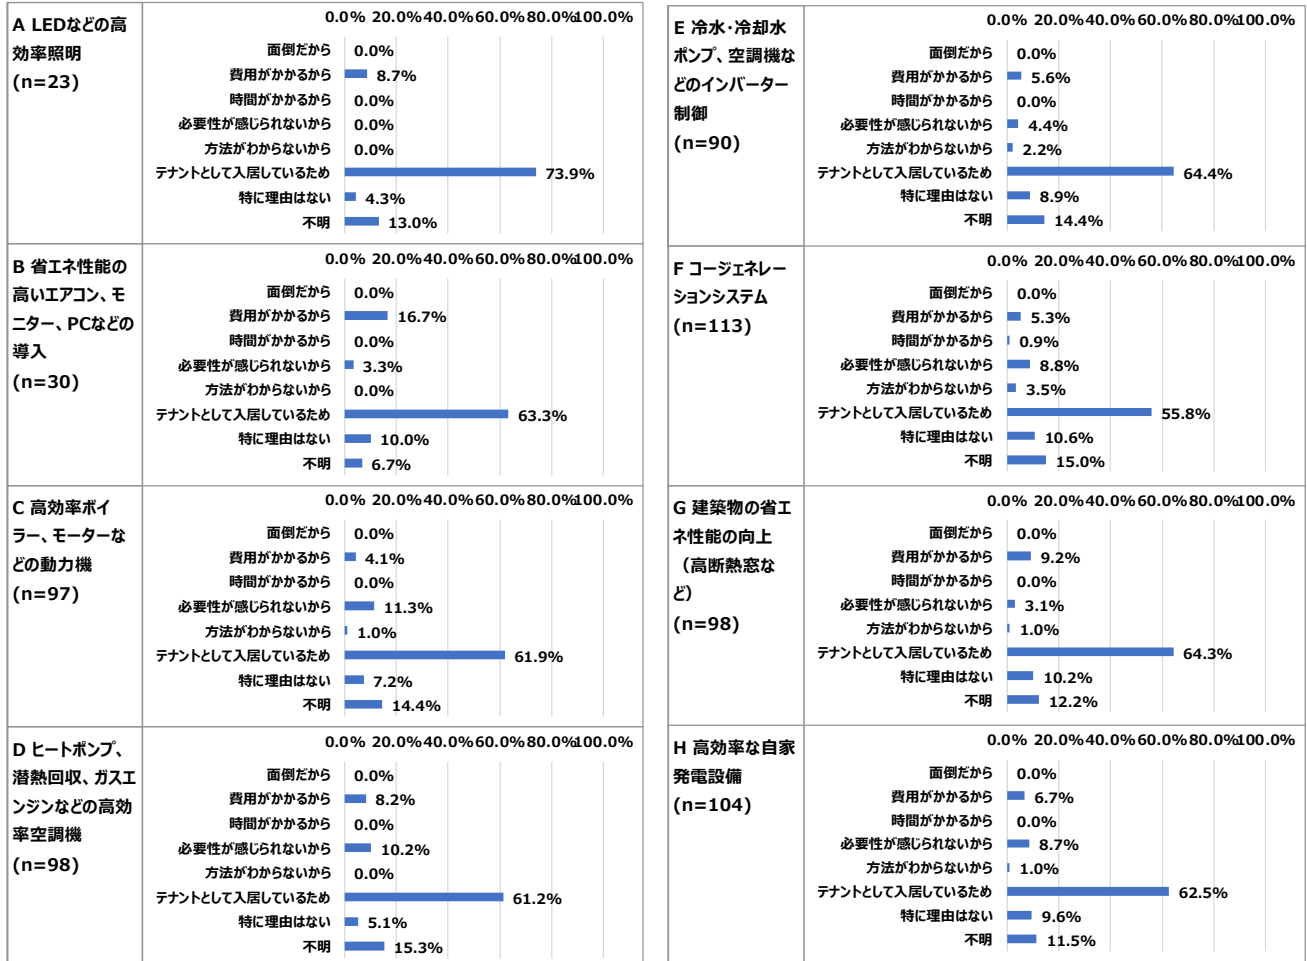 A LEDなどの高
効率照明
(n=23)
0.0% 20.0%40.0%60.0%80.0%100.0%
面倒だから 0.0%
費用がかかるから 8.7%
時間がかかるから 0.0%
必要性が感じられないから 0.0%
方法がわからないから 0.0%
テナントとして入居しているため 73.9%
特に理由はない 4.3%
不明 13.0%
B 省エネ性能の
高いエアコン、モ
ニター、PCなどの
導入
(n=30)
0.0% 20.0%40.0%60.0%80.0%100.0%
面倒だから 0.0%
費用がかかるから 16.7%
時間がかかるから 0.0%
必要性が感じられないから 3.3%
方法がわからないから 0.0%
テナントとして入居しているため 63.3%
特に理由はない 10.0%
不明 6.7%
C 高効率ボイ
ラー、モーターな
どの動力機
(n=97)
0.0% 20.0%40.0%60.0%80.0%100.0%
面倒だから 0.0%
費用がかかるから 4.1%
時間がかかるから 0.0%
必要性が感じられないから 11.3%
方法がわからないから 1.0%
テナントとして入居しているため 61.9%
特に理由はない 7.2%
不明 14.4%
D ヒートポンプ、
潜熱回収、ガスエ
ンジンなどの高効
率空調機
(n=98)
0.0% 20.0%40.0%60.0%80.0%100.0%
面倒だから 0.0%
費用がかかるから 8.2%
時間がかかるから 0.0%
必要性が感じられないから 10.2%
方法がわからないから 0.0%
テナントとして入居しているため 61.2%
特に理由はない 5.1%
不明 15.3%
E 冷水・冷却水
ポンプ、空調機な
どのインバーター
制御
(n=90)
0.0% 20.0%40.0%60.0%80.0%100.0%
面倒だから 0.0%
費用がかかるから 5.6%
時間がかかるから 0.0%
必要性が感じられないから 4.4%
方法がわからないから 2.2%
テナントとして入居しているため 64.4%
特に理由はない 8.9%
不明 14.4%
F コージェネレー
ションシステム
(n=113)
0.0% 20.0%40.0%60.0%80.0%100.0%
面倒だから 0.0%
費用がかかるから 5.3%
時間がかかるから 0.9%
必要性が感じられないから 8.8%
方法がわからないから 3.5%
テナントとして入居しているため 55.8%
特に理由はない 10.6%
不明 15.0%
G 建築物の省エ
ネ性能の向上
（高断熱窓な
ど）
(n=98)
0.0% 20.0%40.0%60.0%80.0%100.0%
面倒だから 0.0%
費用がかかるから 9.2%
時間がかかるから 0.0%
必要性が感じられないから 3.1%
方法がわからないから 1.0%
テナントとして入居しているため 64.3%
特に理由はない 10.2%
不明 12.2%
H 高効率な自家
発電設備
(n=104)
0.0% 20.0%40.0%60.0%80.0%100.0%
面倒だから 0.0%
費用がかかるから 6.7%
時間がかかるから 0.0%
必要性が感じられないから 8.7%
方法がわからないから 1.0%
テナントとして入居しているため 62.5%
特に理由はない 9.6%
不明 11.5%